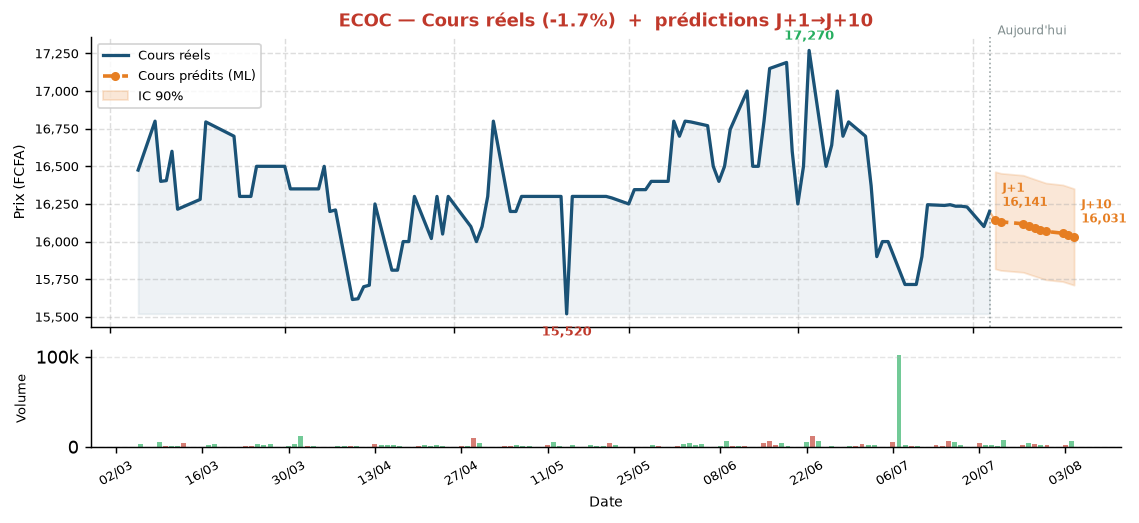 ECOC — Cours réels (-1.7%)  +  prédictions J+1→J+10
17,270
Aujourd'hui
Cours réels
Cours prédits (ML)
IC 90%
Prix (FCFA)
17,250
17,000
16,750
16,500
16,250
16,000
15,750
15,500
J+1
16,141
J+10
16,031
15,520
Volume
100k
0
02/03
16/03
30/03
13/04
27/04
11/05
25/05
08/06
22/06
06/07
20/07
03/08
Date